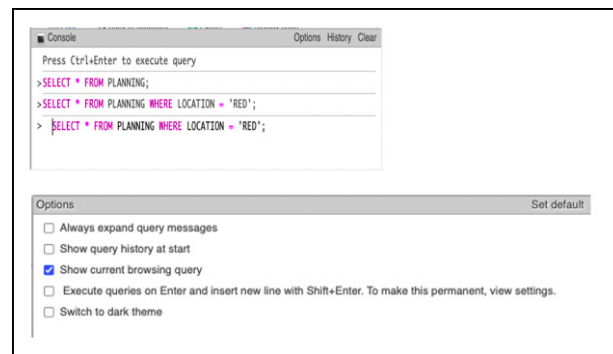 Console Options History Clear
Press Ctrl+Enter to execute query
>SELECT * FROM PLANNING;
>SELECT * FROM PLANNING WHERE LOCATION = 'RED';
> SELECT * FROM PLANNING WHERE LOCATION = 'RED';
Options Set default
Always expand query messages
Show query history at start
Show current browsing query
Execute queries on Enter and insert new line with Shift+Enter. To make this permanent, view settings.
Switch to dark theme